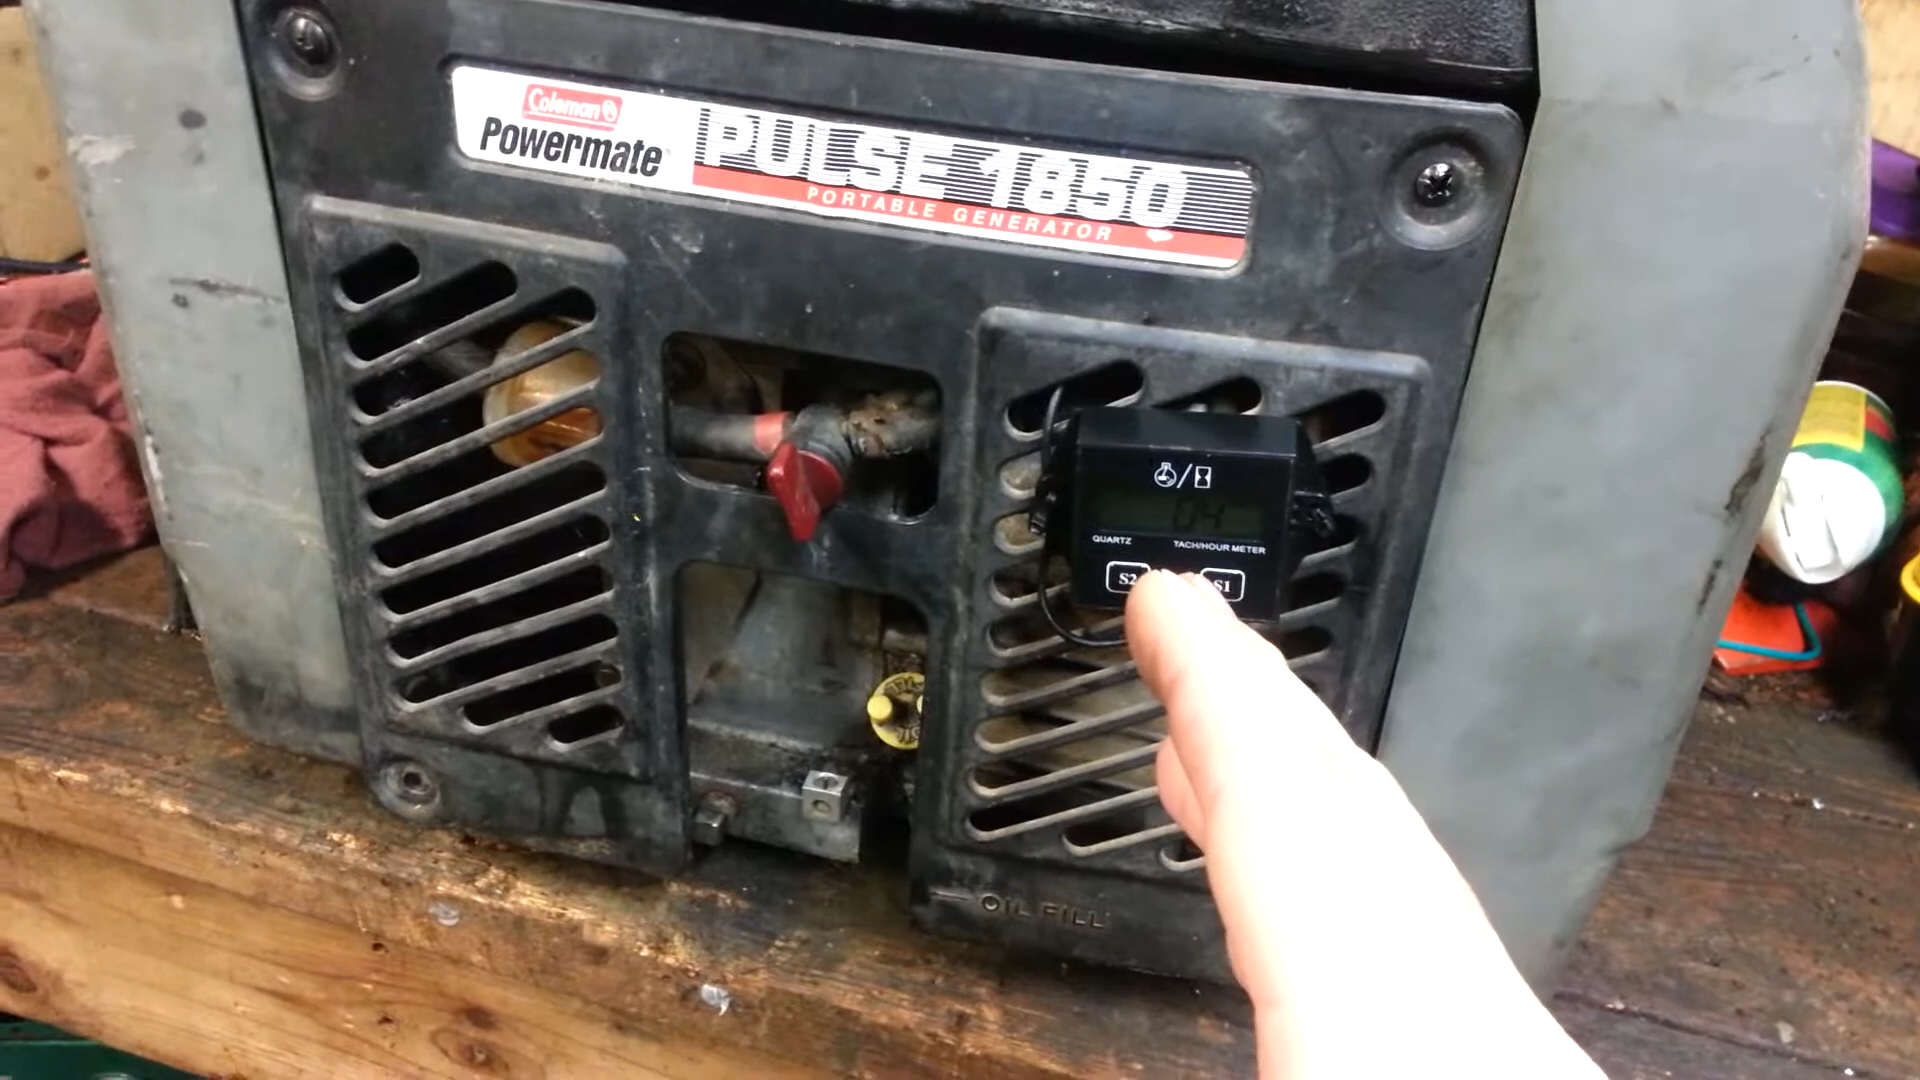 Coleman
Powermate
PULSE 1850
PORTABLE GENERATOR
QUARTZ
TACH/HOUR METER
S2
S1
OIL FILL